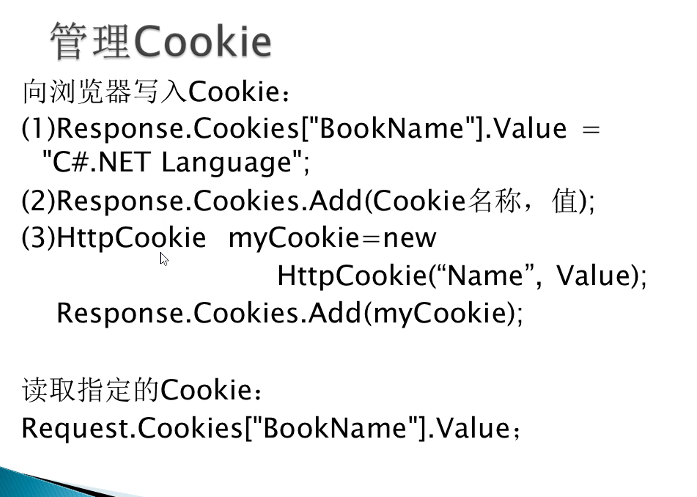 管理Cookie
向浏览器写入Cookie：
(1)Response.Cookies["BookName"].Value =
"C#.NET Language";
(2)Response.Cookies.Add(Cookie名称，值);
(3)HttpCookie myCookie=new
HttpCookie(“Name”, Value);
Response.Cookies.Add(myCookie);
读取指定的Cookie：
Request.Cookies["BookName"].Value；